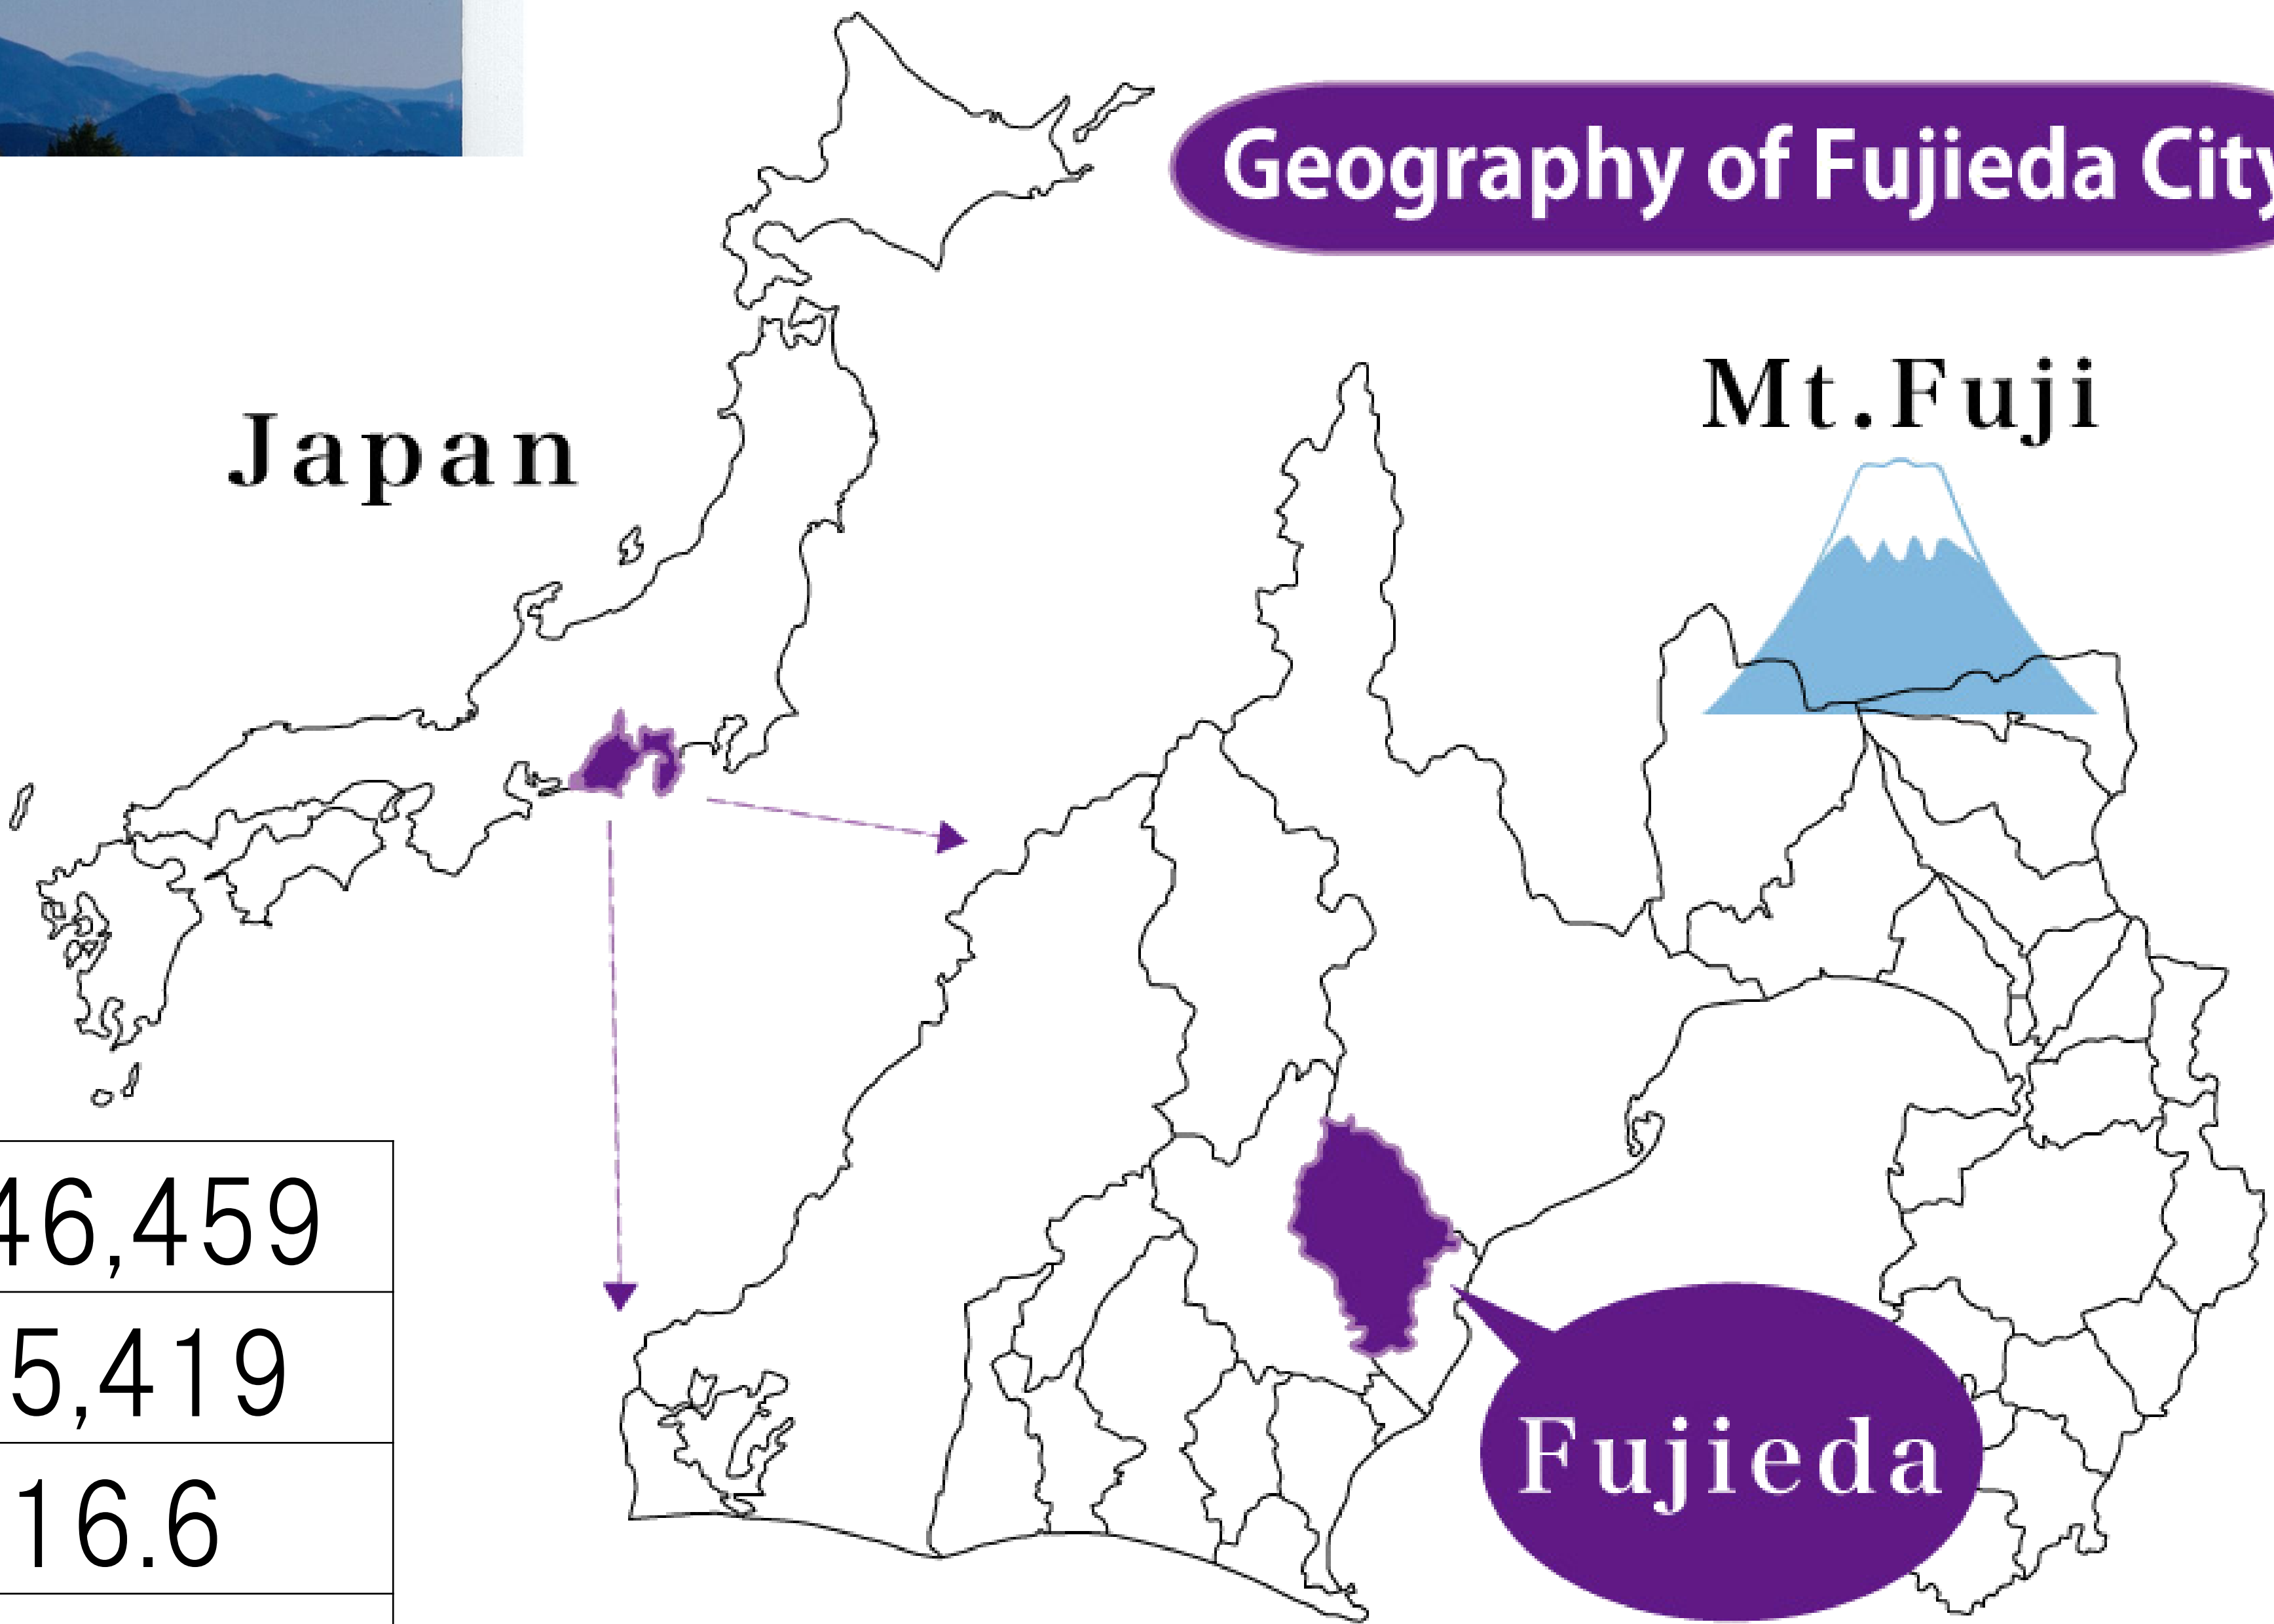 Geography of Fujieda City
Japan
Mt.Fuji
46,459
5,419
16.6
Fujieda